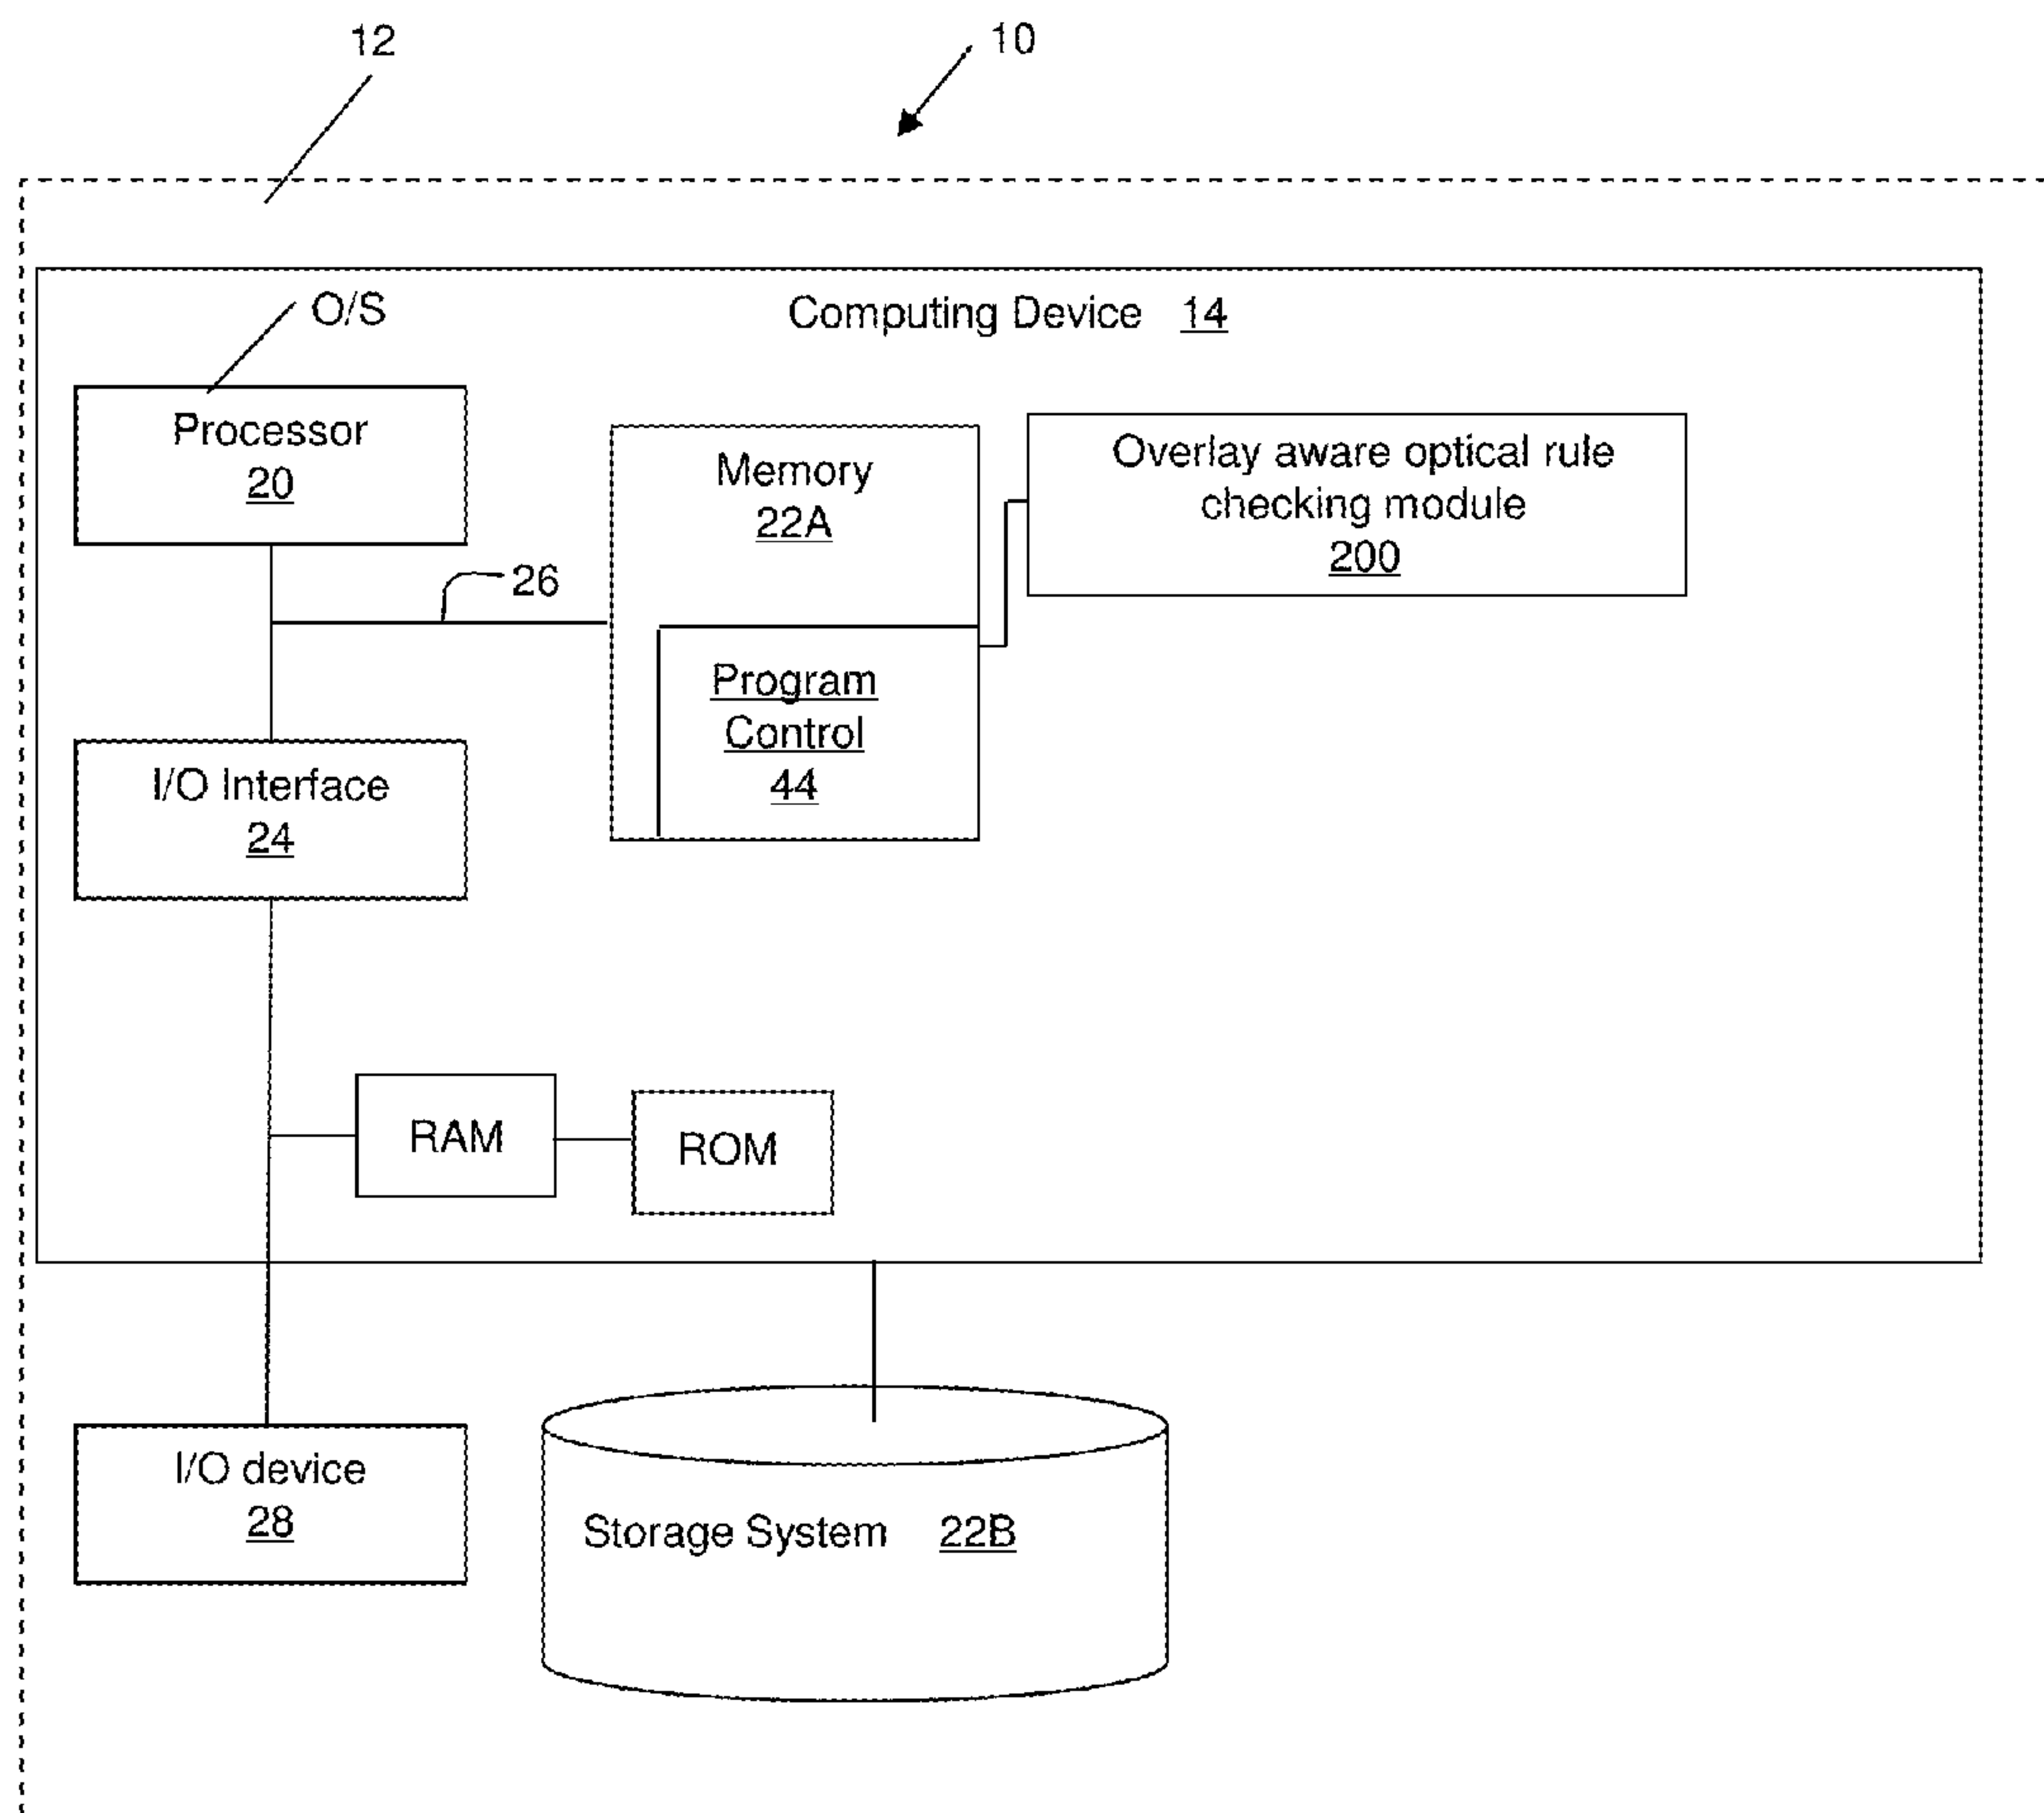 12
10
O/S
Computing Device 14
Processor
20
Memory
22A
Overlay aware optical rule
checking module
200
26
Program
Control
44
I/O Interface
24
RAM
ROM
I/O device
28
Storage System 22B